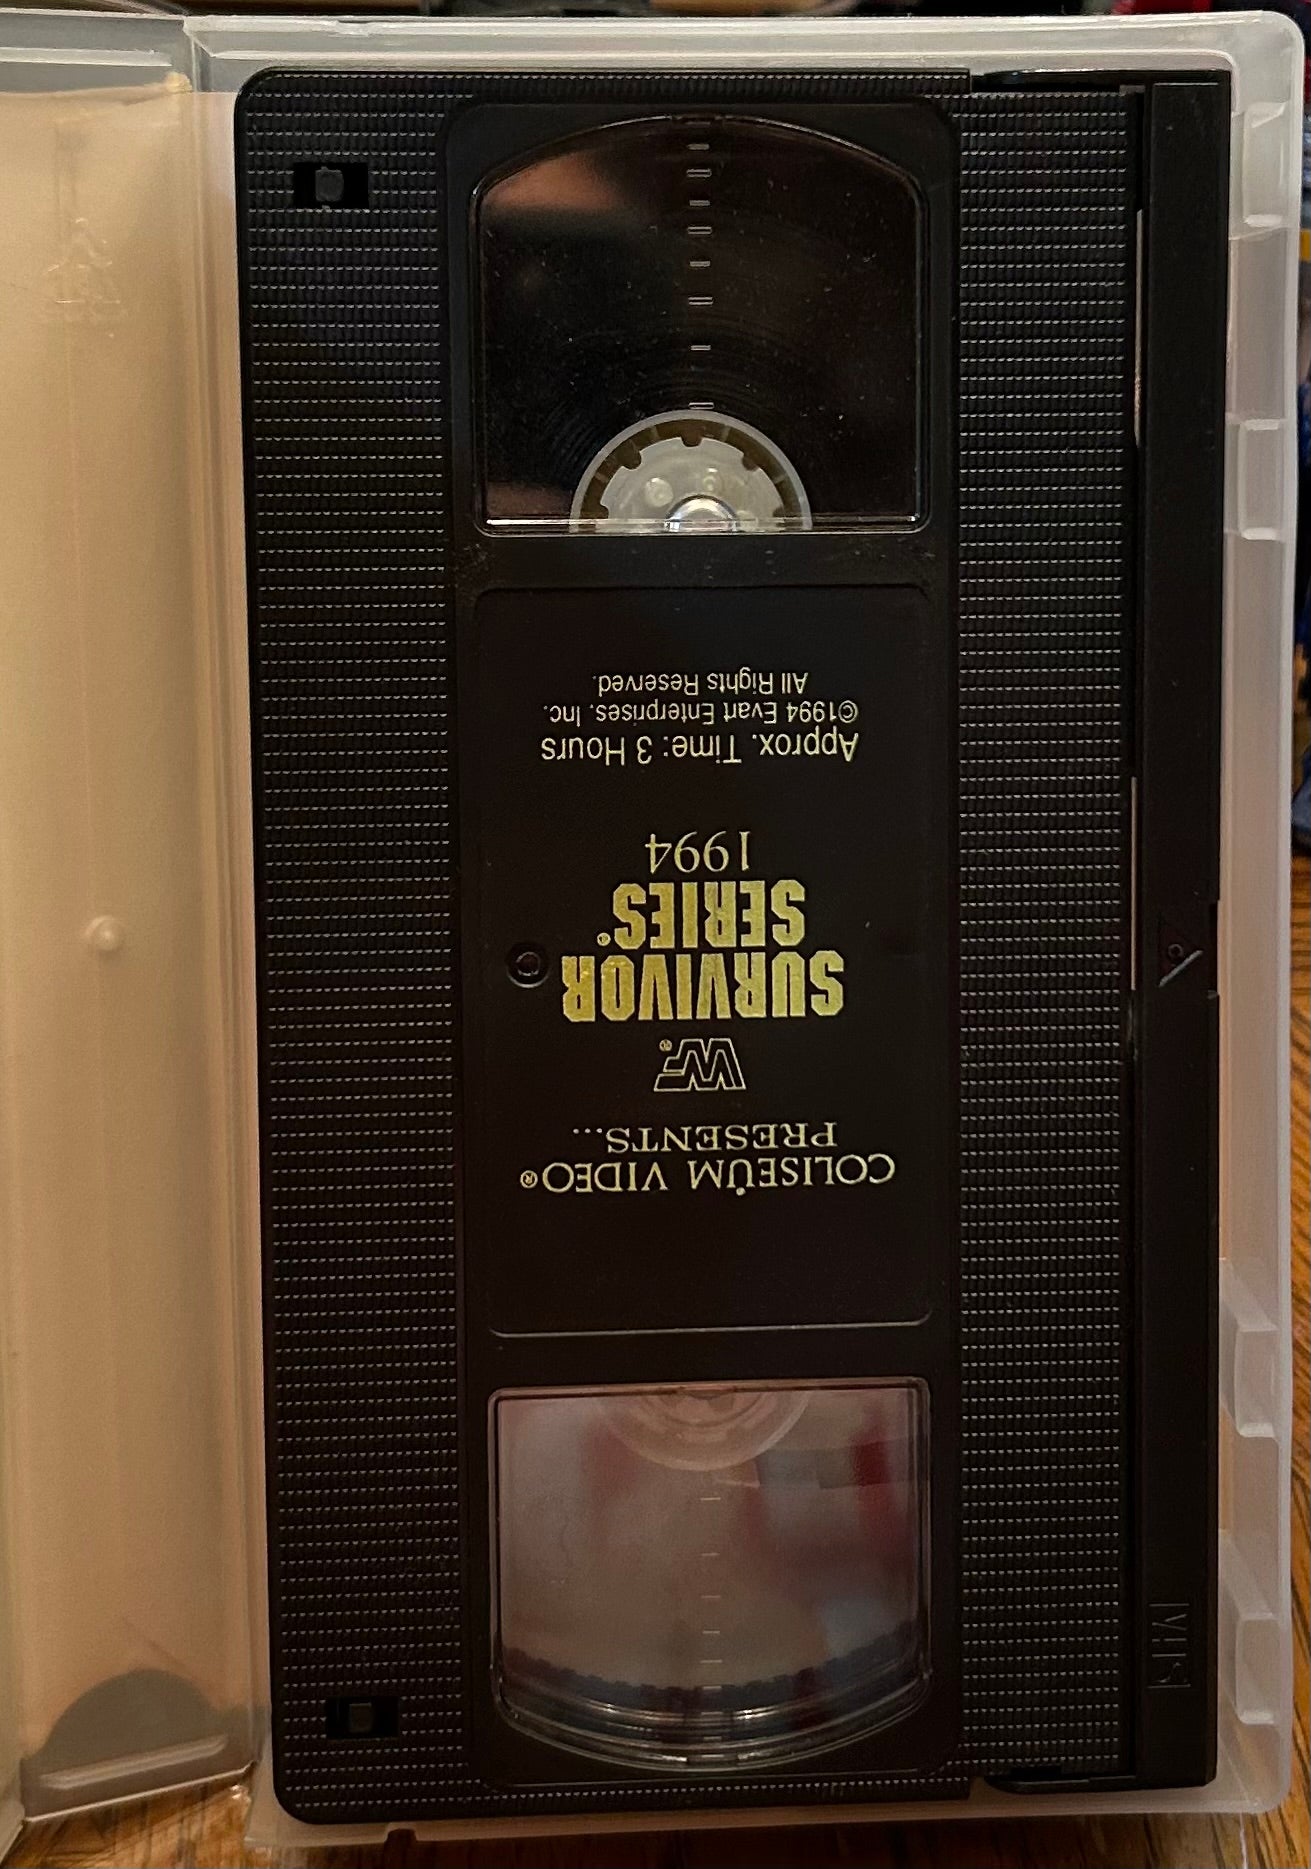 COLISEUM VIDEO®
PRESENTS...
WF®
SURVIVOR
SERIES®
1994
Approx. Time: 3 Hours
©1994 Evart Enterprises, Inc.
All Rights Reserved.
VHS